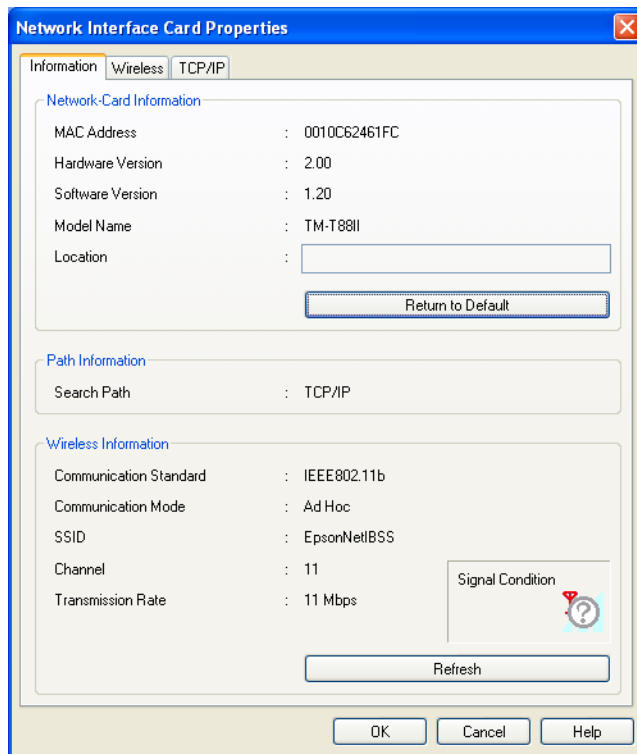 Network Interface Card Properties
Information Wireless TCP/IP
Network-Card Information
MAC Address : 0010C62461FC
Hardware Version : 2.00
Software Version : 1.20
Model Name : TM-T88II
Location :
Return to Default
Path Information
Search Path : TCP/IP
Wireless Information
Communication Standard : IEEE802.11b
Communication Mode : Ad Hoc
SSID : EpsonNetIBSS
Channel : 11
Signal Condition
Transmission Rate : 11 Mbps
Refresh
OK Cancel Help